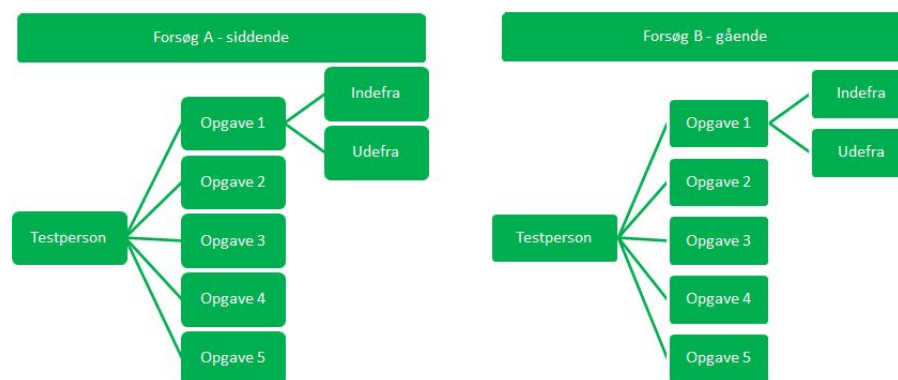 Forsøg A - siddende
Indefra
Opgave 1
Udefra
Opgave 2
Testperson
Opgave 3
Opgave 4
Opgave 5
Forsøg B - gående
Indefra
Opgave 1
Udefra
Opgave 2
Testperson
Opgave 3
Opgave 4
Opgave 5